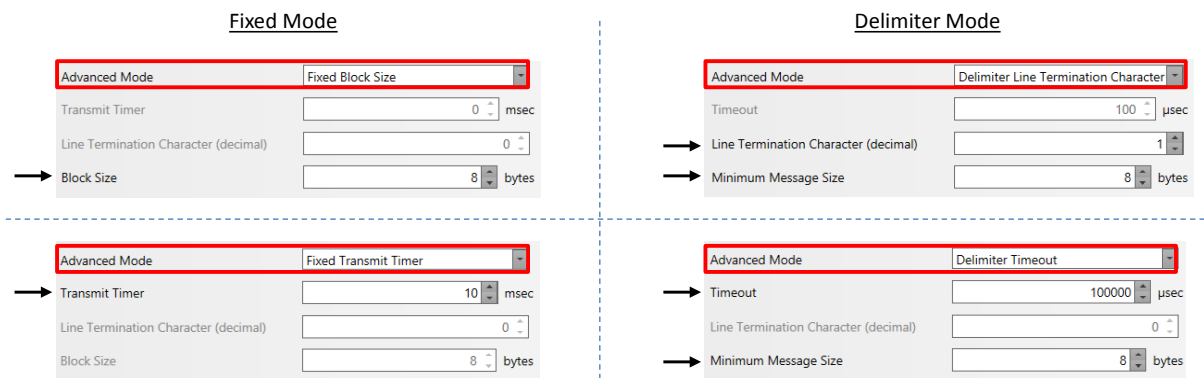 Fixed Mode
Advanced Mode Fixed Block Size
Transmit Timer 0 msec
Line Termination Character (decimal) 0
Block Size 8 bytes
Delimiter Mode
Advanced Mode Delimiter Line Termination Character
Timeout 100 µsec
Line Termination Character (decimal) 1
Minimum Message Size 8 bytes
Advanced Mode Fixed Transmit Timer
Transmit Timer 10 msec
Line Termination Character (decimal) 0
Block Size 8 bytes
Advanced Mode Delimiter Timeout
Timeout 100000 µsec
Line Termination Character (decimal) 0
Minimum Message Size 8 bytes